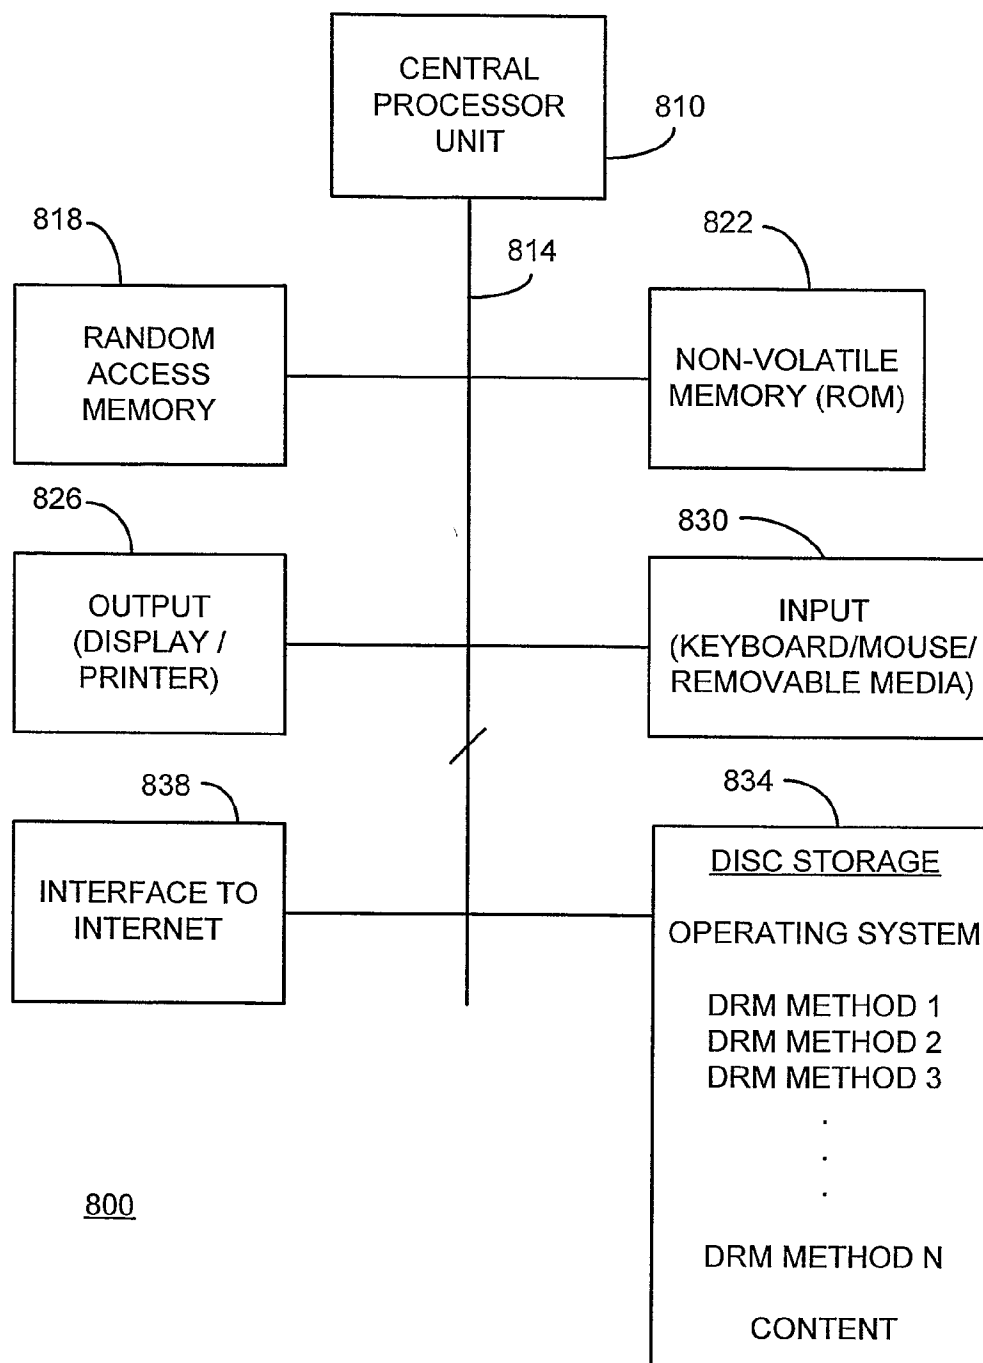 CENTRAL
PROCESSOR
UNIT
810
818
814
822
RANDOM
ACCESS
MEMORY
NON-VOLATILE
MEMORY (ROM)
826
830
OUTPUT
(DISPLAY /
PRINTER)
INPUT
(KEYBOARD/MOUSE/
REMOVABLE MEDIA)
838
834
INTERFACE TO
INTERNET
DISC STORAGE
OPERATING SYSTEM
DRM METHOD 1
DRM METHOD 2
DRM METHOD 3
.
.
.
DRM METHOD N
CONTENT
800